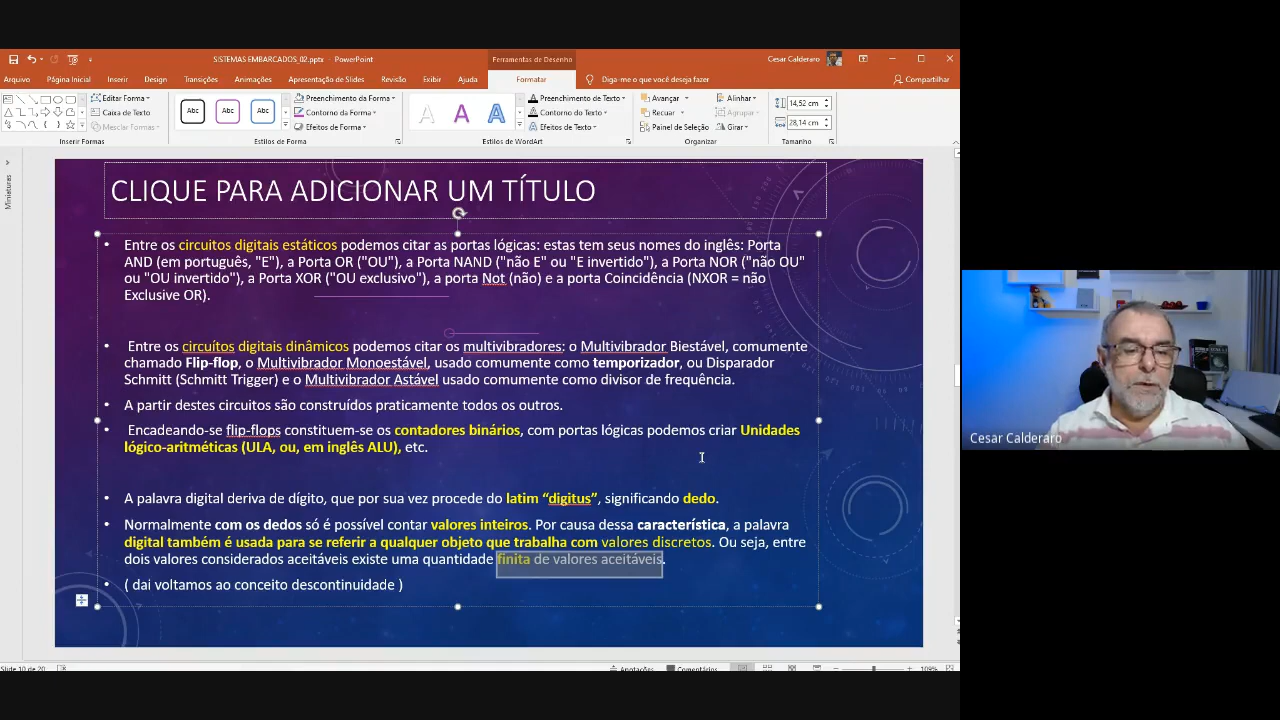 SISTEMAS EMBARCADOS_02.pptx - PowerPoint
Ferramentas de Desenho
Cesar Calderaro
Arquivo Página Inicial Inserir Design Transições Animações Apresentação de Slides Revisão Exibir Ajuda Formatar Diga-me o que você deseja fazer Compartilhar
Editar Forma
Caixa de Texto
Mesclar Formas
Inserir Formas
Abc Abc Abc
Preenchimento da Forma
Contorno da Forma
Efeitos de Forma
Estilos de Forma
A A A
Preenchimento de Texto
Contorno do Texto
Efeitos de Texto
Estilos de WordArt
Avançar
Recuar
Painel de Seleção
Alinhar
Agrupar
Girar
Organizar
14,52 cm
28,14 cm
Tamanho
Miniaturas
CLIQUE PARA ADICIONAR UM TÍTULO
• Entre os circuitos digitais estáticos podemos citar as portas lógicas: estas tem seus nomes do inglês: Porta
AND (em português, "E"), a Porta OR ("OU"), a Porta NAND ("não E" ou "E invertido"), a Porta NOR ("não OU"
ou "OU invertido"), a Porta XOR ("OU exclusivo"), a porta Not (não) e a porta Coincidência (NXOR = não
Exclusive OR).
• Entre os circuítos digitais dinâmicos podemos citar os multivibradores: o Multivibrador Biestável, comumente
chamado Flip-flop, o Multivibrador Monoestável, usado comumente como temporizador, ou Disparador
Schmitt (Schmitt Trigger) e o Multivibrador Astável usado comumente como divisor de frequência.
• A partir destes circuitos são construídos praticamente todos os outros.
• Encadeando-se flip-flops constituem-se os contadores binários, com portas lógicas podemos criar Unidades
lógico-aritméticas (ULA, ou, em inglês ALU), etc.
• A palavra digital deriva de dígito, que por sua vez procede do latim “digitus”, significando dedo.
• Normalmente com os dedos só é possível contar valores inteiros. Por causa dessa característica, a palavra
digital também é usada para se referir a qualquer objeto que trabalha com valores discretos. Ou seja, entre
dois valores considerados aceitáveis existe uma quantidade finita de valores aceitáveis.
• ( dai voltamos ao conceito descontinuidade )
Slide 10 de 20
Anotações Comentários 109%
Cesar Calderaro